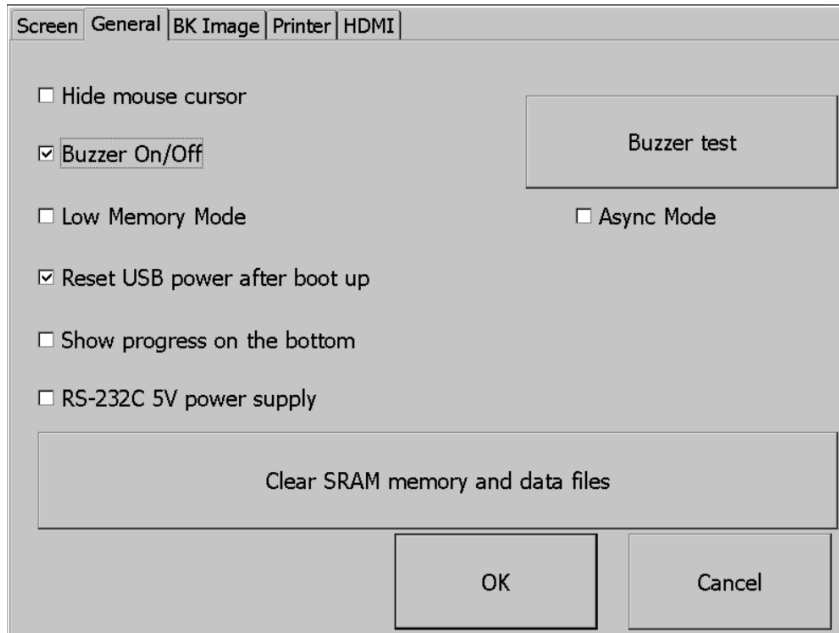 Screen General BK Image Printer HDMI
Hide mouse cursor
Buzzer On/Off
Buzzer test
Low Memory Mode
Async Mode
Reset USB power after boot up
Show progress on the bottom
RS-232C 5V power supply
Clear SRAM memory and data files
OK
Cancel